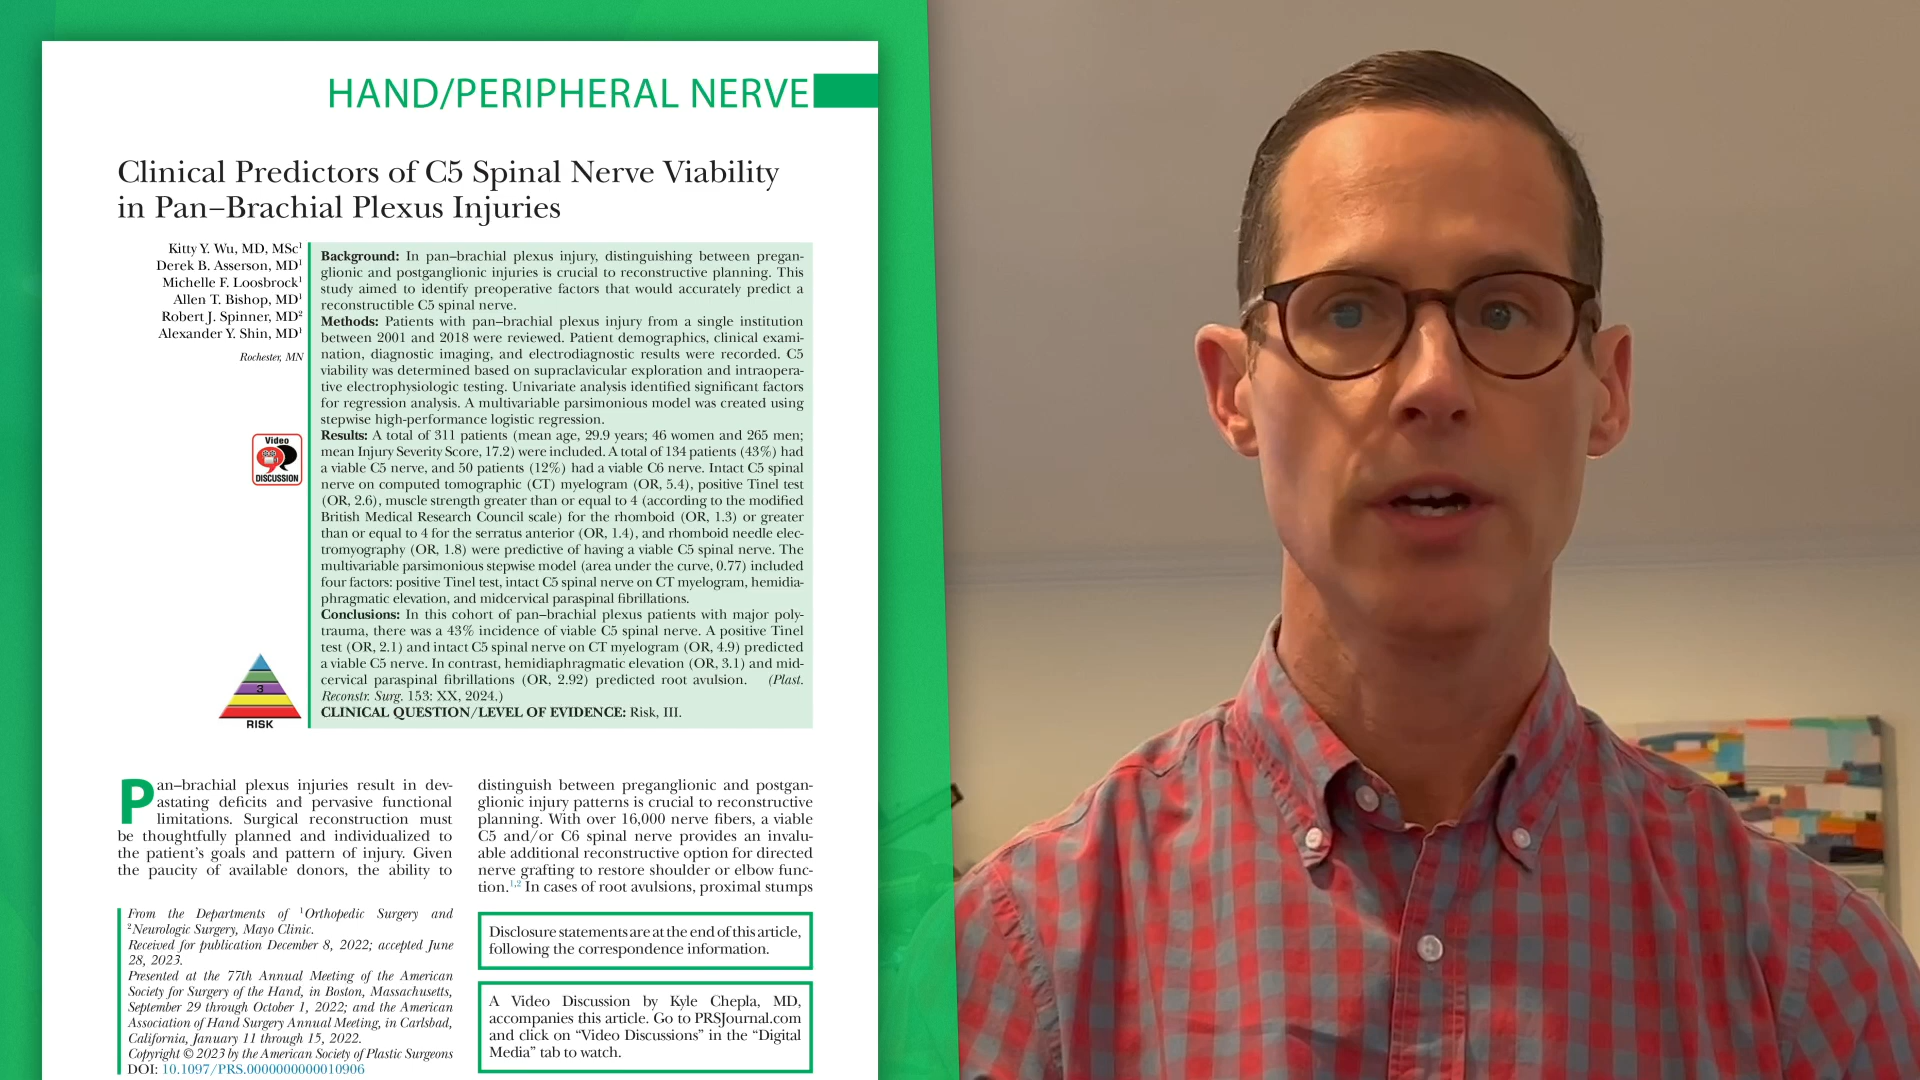 HAND/PERIPHERAL NERVE
Clinical Predictors of C5 Spinal Nerve Viability
in Pan–Brachial Plexus Injuries
Kitty Y. Wu, MD, MSc1
Derek B. Asserson, MD1
Michelle F. Loosbrock1
Allen T. Bishop, MD1
Robert J. Spinner, MD2
Alexander Y. Shin, MD1
Rochester, MN
Video
DISCUSSION
3
RISK
Background: In pan–brachial plexus injury, distinguishing between pregan-
glionic and postganglionic injuries is crucial to reconstructive planning. This
study aimed to identify preoperative factors that would accurately predict a
reconstructible C5 spinal nerve.
Methods: Patients with pan–brachial plexus injury from a single institution
between 2001 and 2018 were reviewed. Patient demographics, clinical exami-
nation, diagnostic imaging, and electrodiagnostic results were recorded. C5
viability was determined based on supraclavicular exploration and intraopera-
tive electrophysiologic testing. Univariate analysis identified significant factors
for regression analysis. A multivariable parsimonious model was created using
stepwise high-performance logistic regression.
Results: A total of 311 patients (mean age, 29.9 years; 46 women and 265 men;
mean Injury Severity Score, 17.2) were included. A total of 134 patients (43%) had
a viable C5 nerve, and 50 patients (12%) had a viable C6 nerve. Intact C5 spinal
nerve on computed tomographic (CT) myelogram (OR, 5.4), positive Tinel test
(OR, 2.6), muscle strength greater than or equal to 4 (according to the modified
British Medical Research Council scale) for the rhomboid (OR, 1.3) or greater
than or equal to 4 for the serratus anterior (OR, 1.4), and rhomboid needle elec-
tromyography (OR, 1.8) were predictive of having a viable C5 spinal nerve. The
multivariable parsimonious stepwise model (area under the curve, 0.77) included
four factors: positive Tinel test, intact C5 spinal nerve on CT myelogram, hemidia-
phragmatic elevation, and midcervical paraspinal fibrillations.
Conclusions: In this cohort of pan–brachial plexus patients with major poly-
trauma, there was a 43% incidence of viable C5 spinal nerve. A positive Tinel
test (OR, 2.1) and intact C5 spinal nerve on CT myelogram (OR, 4.9) predicted
a viable C5 nerve. In contrast, hemidiaphragmatic elevation (OR, 3.1) and mid-
cervical paraspinal fibrillations (OR, 2.92) predicted root avulsion. (Plast.
Reconstr. Surg. 153: XX, 2024.)
CLINICAL QUESTION/LEVEL OF EVIDENCE: Risk, III.
Pan–brachial plexus injuries result in dev-
astating deficits and pervasive functional
limitations. Surgical reconstruction must
be thoughtfully planned and individualized to
the patient's goals and pattern of injury. Given
the paucity of available donors, the ability to
distinguish between preganglionic and postgan-
glionic injury patterns is crucial to reconstructive
planning. With over 16,000 nerve fibers, a viable
C5 and/or C6 spinal nerve provides an invalu-
able additional reconstructive option for directed
nerve grafting to restore shoulder or elbow func-
tion.1,2 In cases of root avulsions, proximal stumps
From the Departments of 1Orthopedic Surgery and
2Neurologic Surgery, Mayo Clinic.
Received for publication December 8, 2022; accepted June
28, 2023.
Presented at the 77th Annual Meeting of the American
Society for Surgery of the Hand, in Boston, Massachusetts,
September 29 through October 1, 2022; and the American
Association of Hand Surgery Annual Meeting, in Carlsbad,
California, January 11 through 15, 2022.
Copyright © 2023 by the American Society of Plastic Surgeons
DOI: 10.1097/PRS.0000000000010906
Disclosure statements are at the end of this article,
following the correspondence information.
A Video Discussion by Kyle Chepla, MD,
accompanies this article. Go to PRSJournal.com
and click on “Video Discussions” in the “Digital
Media” tab to watch.